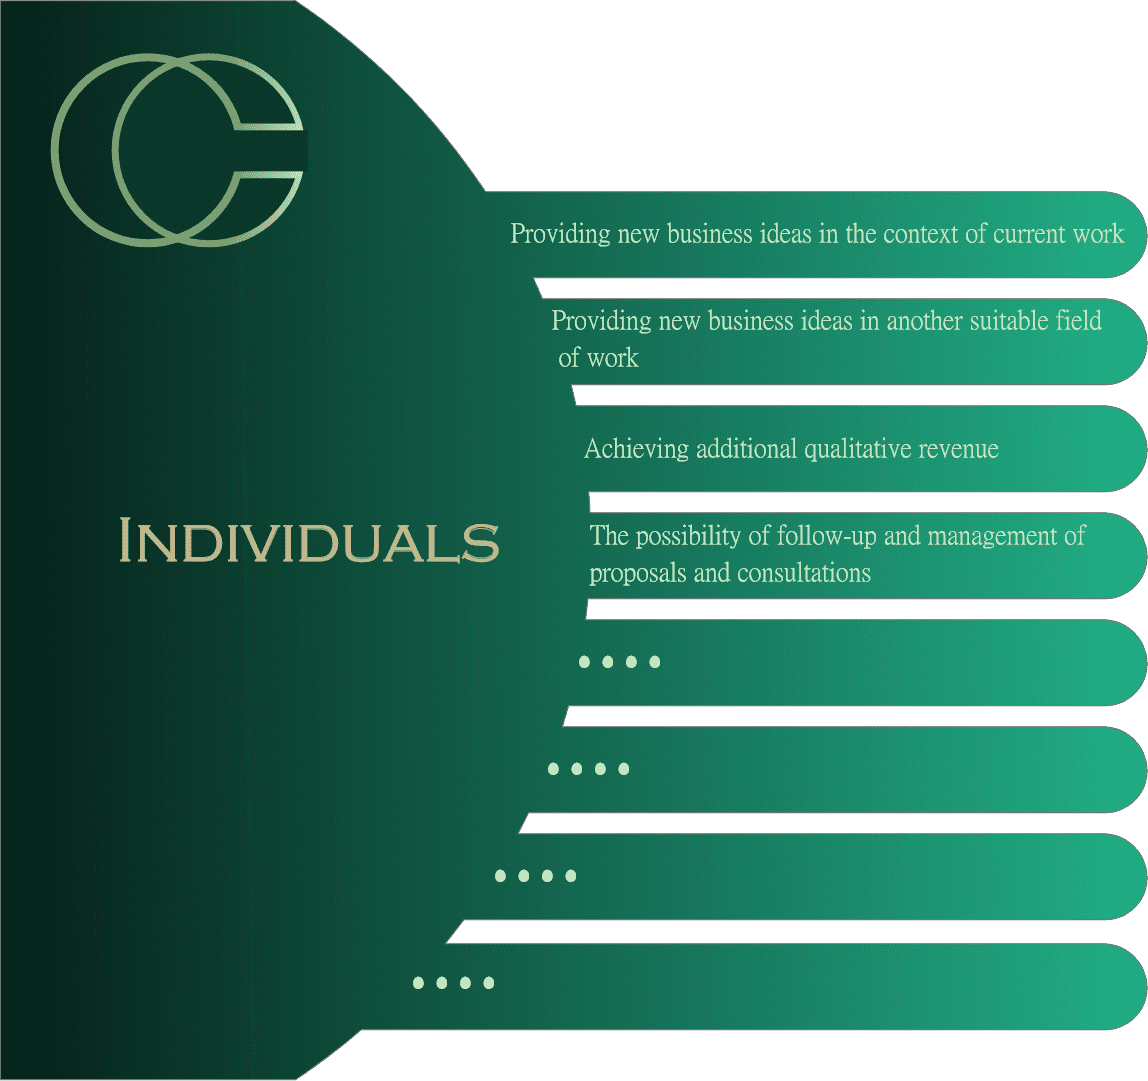 Providing new business ideas in the context of current work
Providing new business ideas in another suitable field
of work
Achieving additional qualitative revenue
INDIVIDUALS
The possibility of follow-up and management of
proposals and consultations
....
....
....
....